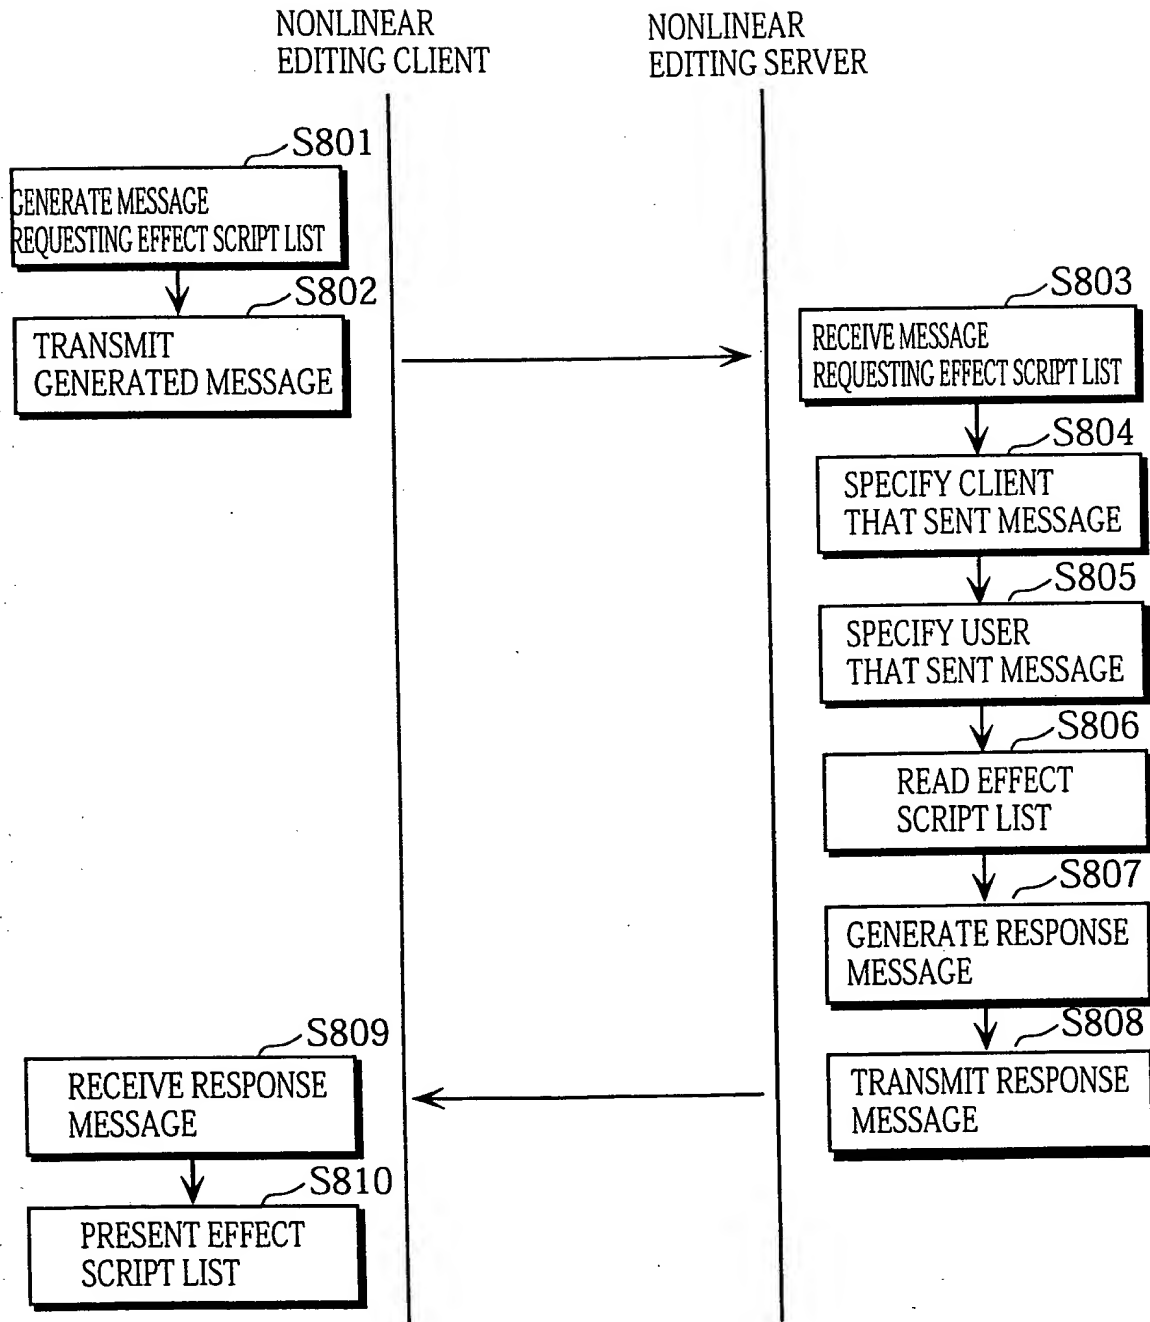 NONLINEAR
EDITING CLIENT
NONLINEAR
EDITING SERVER
S801
GENERATE MESSAGE
REQUESTING EFFECT SCRIPT LIST
S802
TRANSMIT
GENERATED MESSAGE
S803
RECEIVE MESSAGE
REQUESTING EFFECT SCRIPT LIST
S804
SPECIFY CLIENT
THAT SENT MESSAGE
S805
SPECIFY USER
THAT SENT MESSAGE
S806
READ EFFECT
SCRIPT LIST
S807
GENERATE RESPONSE
MESSAGE
S808
TRANSMIT RESPONSE
MESSAGE
S809
RECEIVE RESPONSE
MESSAGE
S810
PRESENT EFFECT
SCRIPT LIST